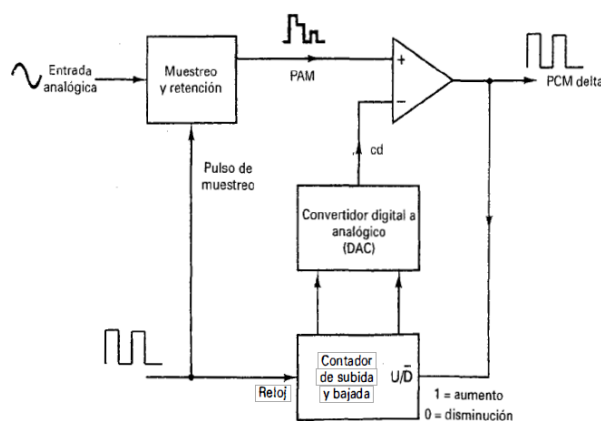 Entrada
analógica
Muestreo
y retención
PAM
+
−
PCM delta
cd
Pulso de
muestreo
Convertidor digital a
analógico
(DAC)
Reloj
Contador
de subida
y bajada
U/D̅
1 = aumento
0 = disminución